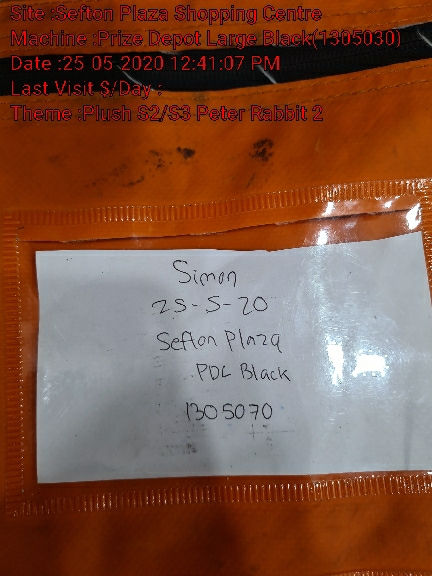 Site :Sefton Plaza Shopping Centre
Machine :Prize Depot Large Black(1305030)
Date :25-05-2020 12:41:07 PM
Last Visit $/Day :
Theme :Plush S2/S3 Peter Rabbit 2
Simon
25-5-20
Sefton Plaza
PDL Black
1305070